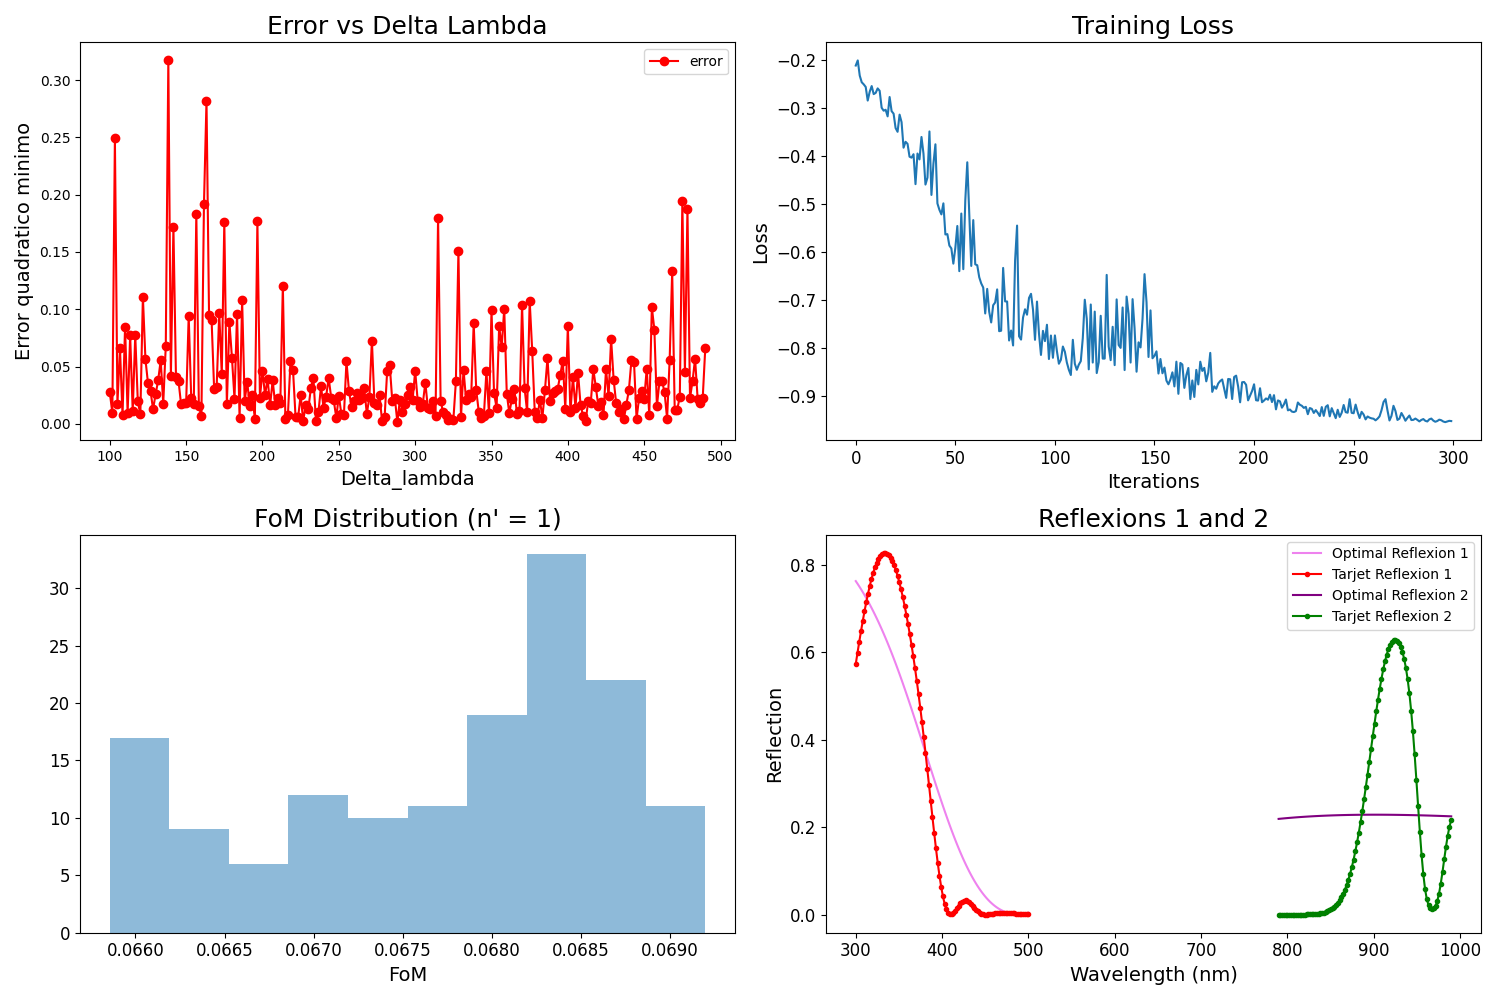 Error vs Delta Lambda
error
Error quadratico minimo
0.30
0.25
0.20
0.15
0.10
0.05
0.00
100 150 200 250 300 350 400 450 500
Delta_lambda
Training Loss
Loss
−0.2
−0.3
−0.4
−0.5
−0.6
−0.7
−0.8
−0.9
0 50 100 150 200 250 300
Iterations
FoM Distribution (n' = 1)
30
25
20
15
10
5
0
0.0660 0.0665 0.0670 0.0675 0.0680 0.0685 0.0690
FoM
Reflexions 1 and 2
Optimal Reflexion 1
Tarjet Reflexion 1
Optimal Reflexion 2
Tarjet Reflexion 2
Reflection
0.8
0.6
0.4
0.2
0.0
300 400 500 600 700 800 900 1000
Wavelength (nm)